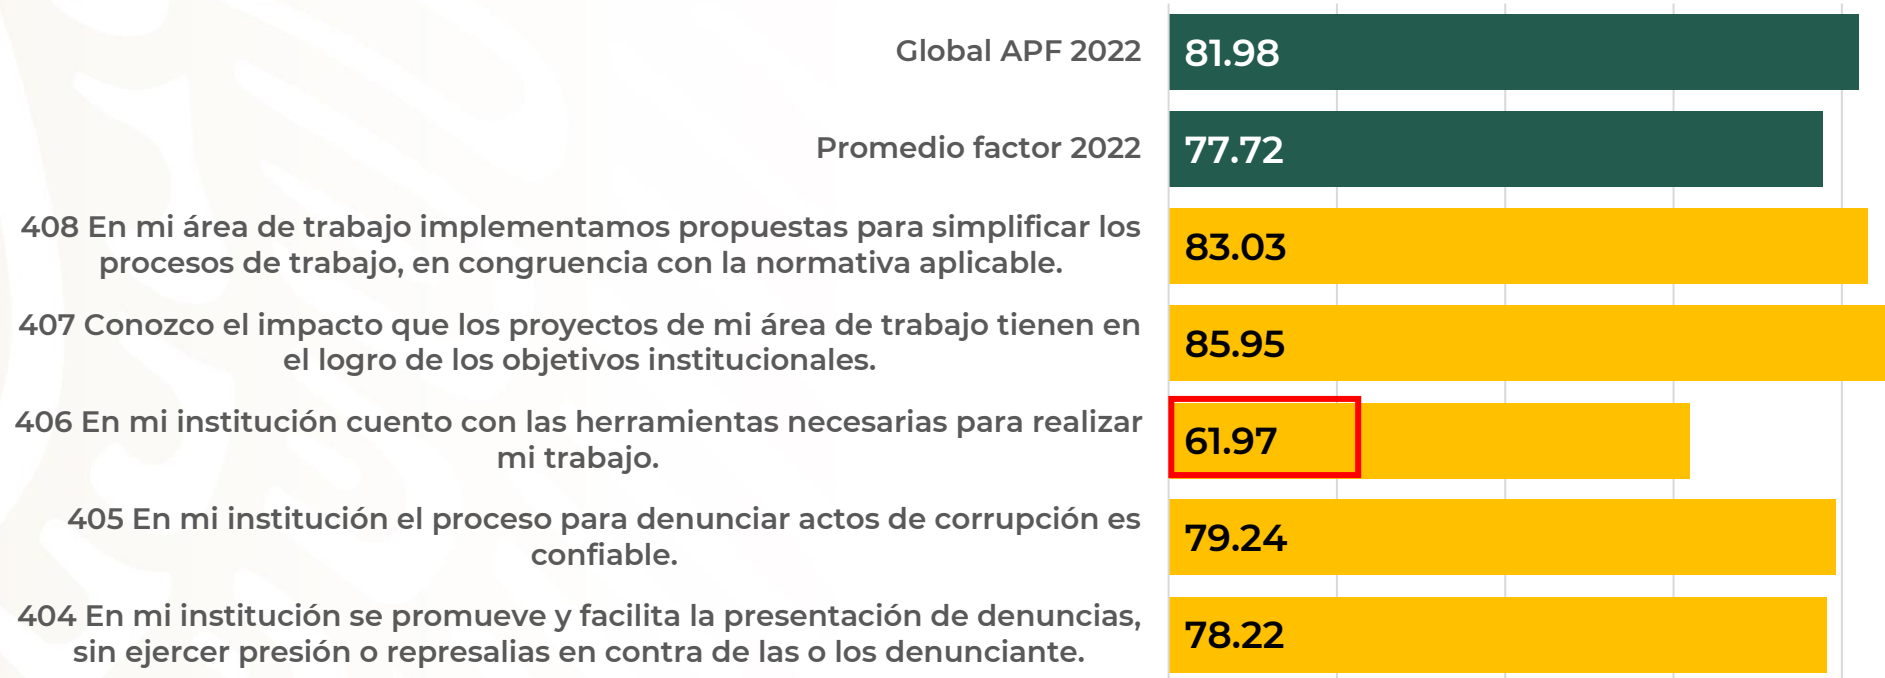 Global APF 2022
81.98
Promedio factor 2022
77.72
408 En mi área de trabajo implementamos propuestas para simplificar los
procesos de trabajo, en congruencia con la normativa aplicable.
83.03
407 Conozco el impacto que los proyectos de mi área de trabajo tienen en
el logro de los objetivos institucionales.
85.95
406 En mi institución cuento con las herramientas necesarias para realizar
mi trabajo.
61.97
405 En mi institución el proceso para denunciar actos de corrupción es
confiable.
79.24
404 En mi institución se promueve y facilita la presentación de denuncias,
sin ejercer presión o represalias en contra de las o los denunciante.
78.22